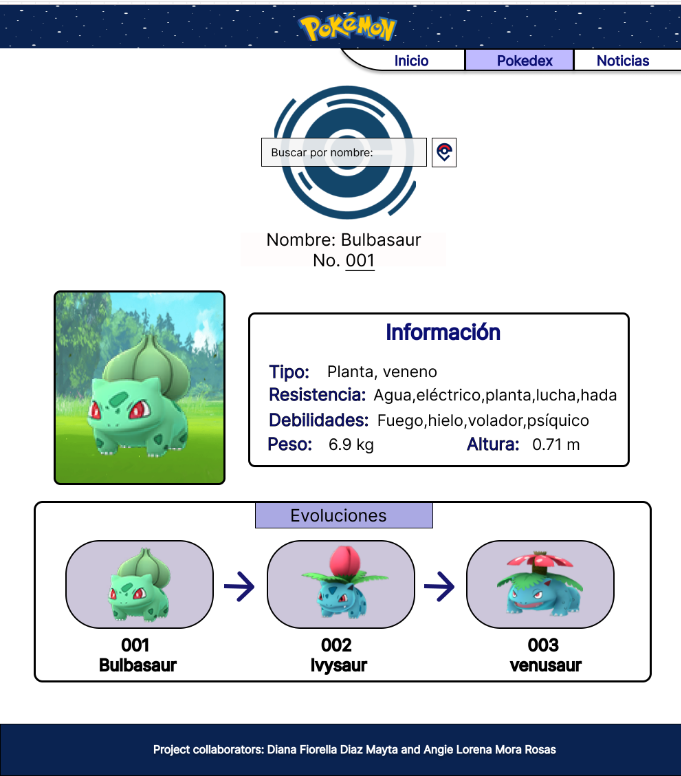 POKéMON
Inicio Pokedex Noticias
Buscar por nombre:
Nombre: Bulbasaur
No. 001
Información
Tipo: Planta, veneno
Resistencia: Agua,eléctrico,planta,lucha,hada
Debilidades: Fuego,hielo,volador,psíquico
Peso: 6.9 kg Altura: 0.71 m
Evoluciones
001 002 003
Bulbasaur Ivysaur venusaur
Project collaborators: Diana Fiorella Diaz Mayta and Angie Lorena Mora Rosas